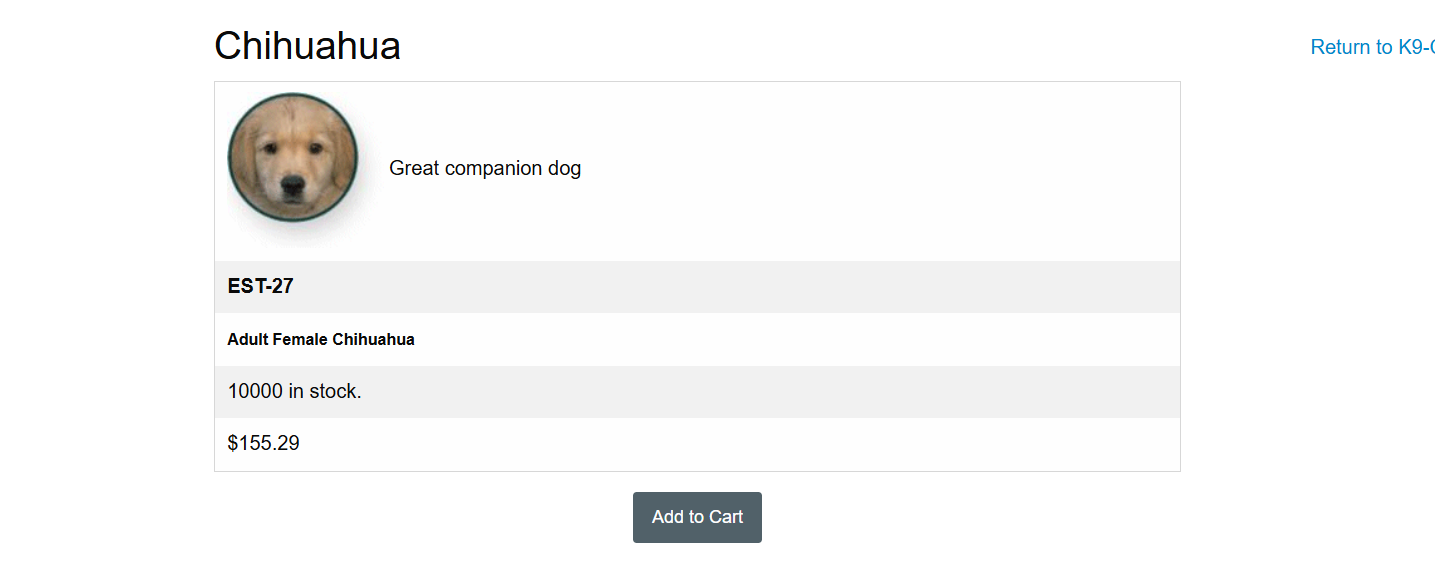 Chihuahua
Return to K9-
Great companion dog
EST-27
Adult Female Chihuahua
10000 in stock.
$155.29
Add to Cart